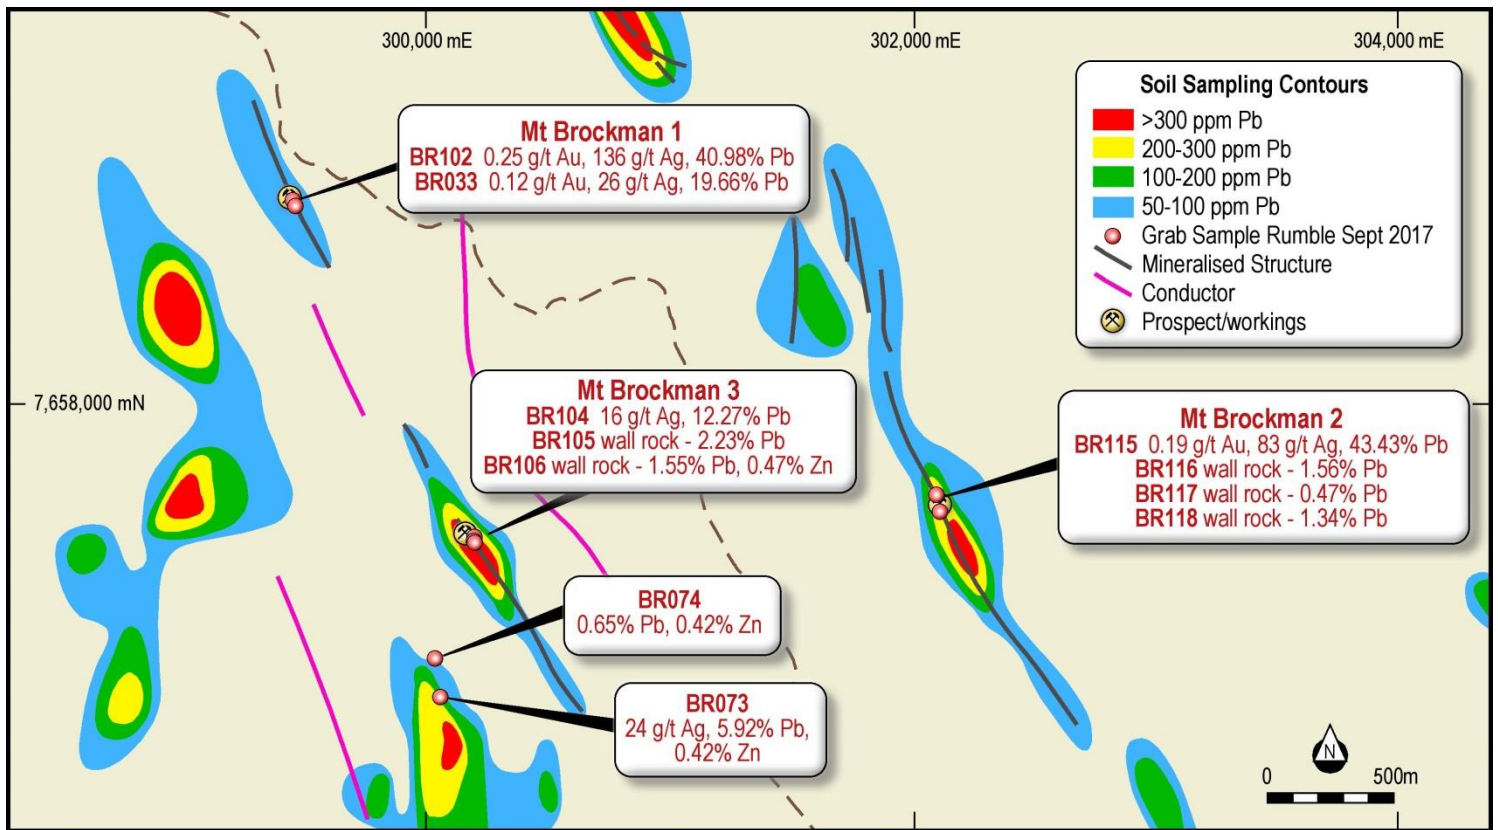 300,000 mE
302,000 mE
304,000 mE
Soil Sampling Contours
>300 ppm Pb
200-300 ppm Pb
100-200 ppm Pb
50-100 ppm Pb
Grab Sample Rumble Sept 2017
Mineralised Structure
Conductor
Prospect/workings
Mt Brockman 1
BR102 0.25 g/t Au, 136 g/t Ag, 40.98% Pb
BR033 0.12 g/t Au, 26 g/t Ag, 19.66% Pb
7,658,000 mN
Mt Brockman 3
BR104 16 g/t Ag, 12.27% Pb
BR105 wall rock - 2.23% Pb
BR106 wall rock - 1.55% Pb, 0.47% Zn
Mt Brockman 2
BR115 0.19 g/t Au, 83 g/t Ag, 43.43% Pb
BR116 wall rock - 1.56% Pb
BR117 wall rock - 0.47% Pb
BR118 wall rock - 1.34% Pb
BR074
0.65% Pb, 0.42% Zn
BR073
24 g/t Ag, 5.92% Pb,
0.42% Zn
N
0 500m